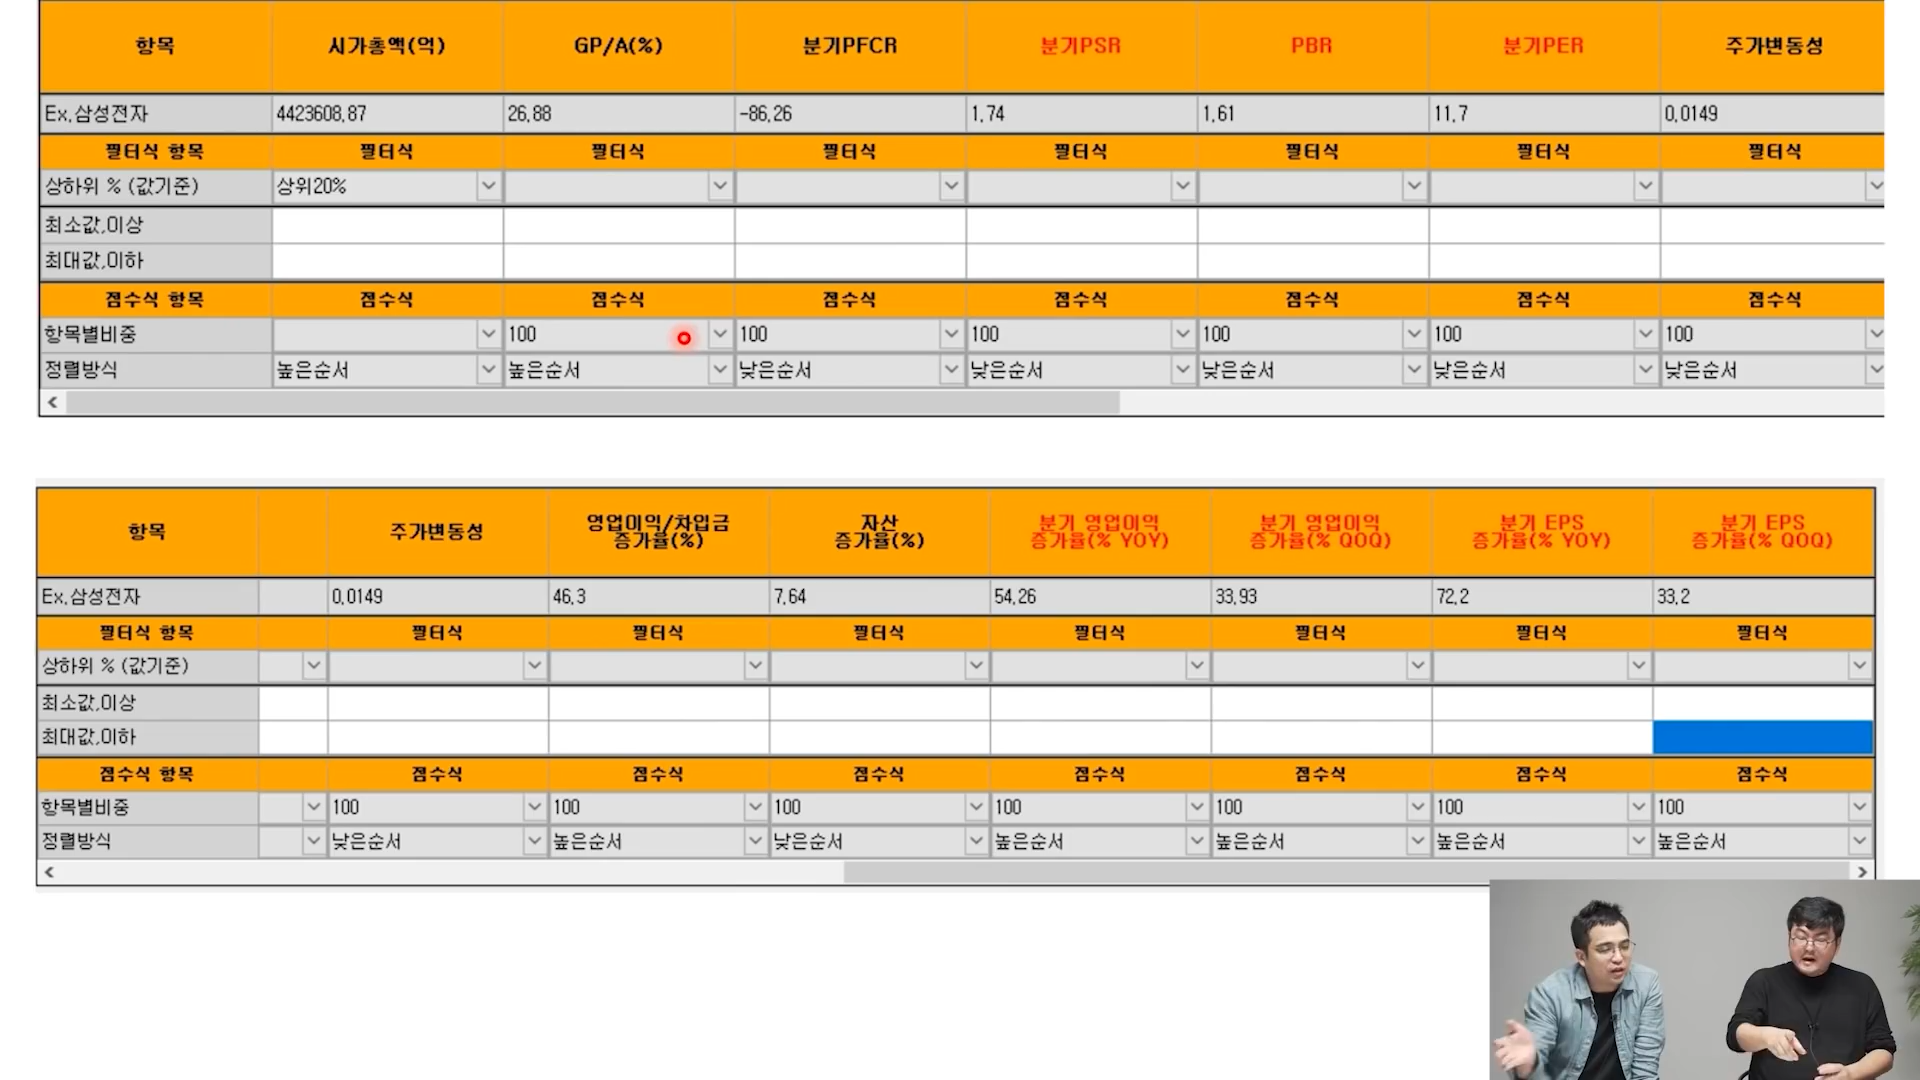 항목 시가총액(억) GP/A(%) 분기PFCR 분기PSR PBR 분기PER 주가변동성
Ex.삼성전자 4423608,87 26,88 -86,26 1,74 1,61 11,7 0,0149
필터식 항목 필터식 필터식 필터식 필터식 필터식 필터식 필터식
상하위 % (값기준) 상위20%
최소값,이상
최대값,이하
점수식 항목 점수식 점수식 점수식 점수식 점수식 점수식 점수식
항목별비중 100 100 100 100 100 100
정렬방식 높은순서 높은순서 낮은순서 낮은순서 낮은순서 낮은순서 낮은순서
항목 주가변동성 영업이익/차입금 증가율(%) 자산 증가율(%) 분기 영업이익 증가율(% YOY) 분기 영업이익 증가율(% QOQ) 분기 EPS 증가율(% YOY) 분기 EPS 증가율(% QOQ)
Ex.삼성전자 0,0149 46,3 7,64 54,26 33,93 72,2 33,2
필터식 항목 필터식 필터식 필터식 필터식 필터식 필터식 필터식
상하위 % (값기준)
최소값,이상
최대값,이하
점수식 항목 점수식 점수식 점수식 점수식 점수식 점수식 점수식
항목별비중 100 100 100 100 100 100 100
정렬방식 낮은순서 높은순서 낮은순서 높은순서 높은순서 높은순서 높은순서